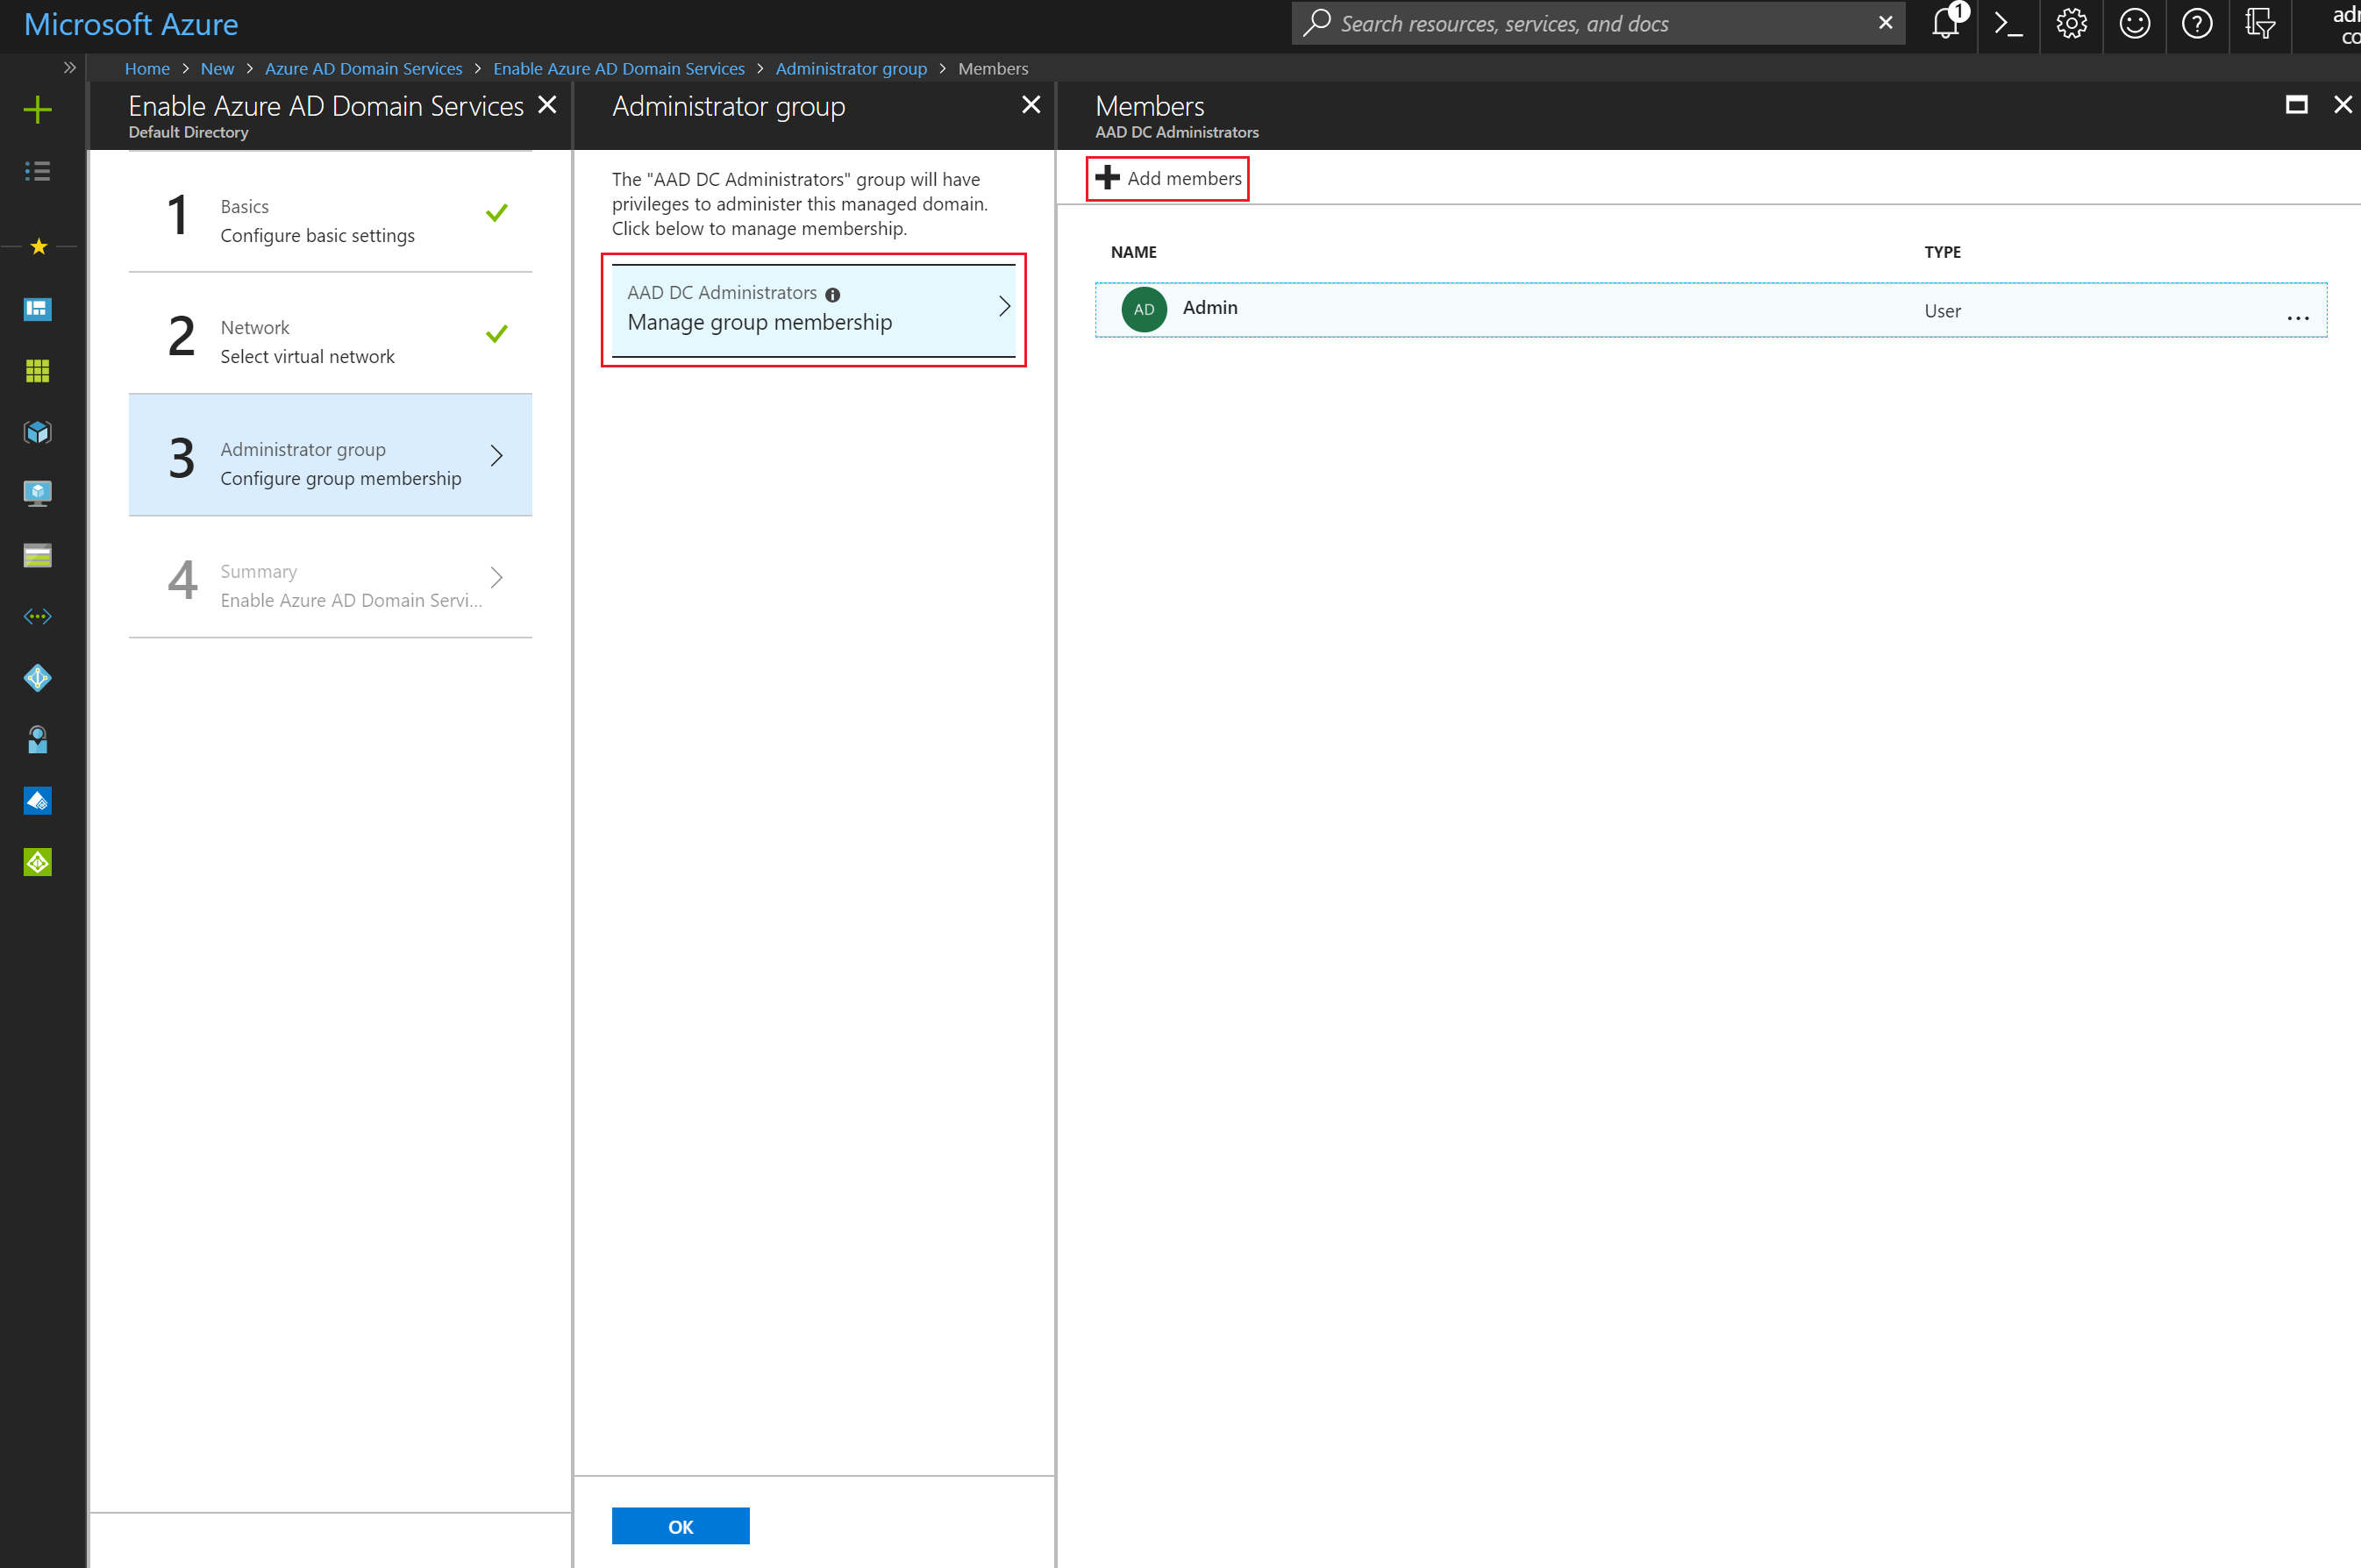 Microsoft Azure
Search resources, services, and docs
1
Home > New > Azure AD Domain Services > Enable Azure AD Domain Services > Administrator group > Members
Enable Azure AD Domain Services
Default Directory
1
Basics
Configure basic settings
2
Network
Select virtual network
3
Administrator group
Configure group membership
4
Summary
Enable Azure AD Domain Servi...
Administrator group
The "AAD DC Administrators" group will have
privileges to administer this managed domain.
Click below to manage membership.
AAD DC Administrators
Manage group membership
OK
Members
AAD DC Administrators
Add members
NAME TYPE
AD Admin User